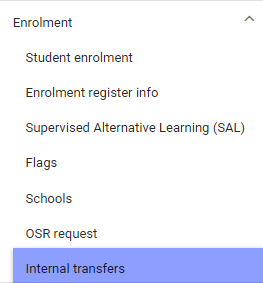 Enrolment
Student enrolment
Enrolment register info
Supervised Alternative Learning (SAL)
Flags
Schools
OSR request
Internal transfers